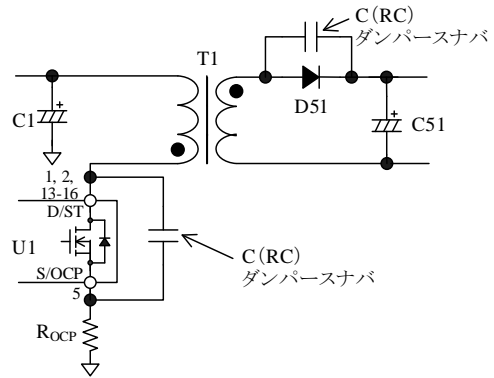 C(RC)
ダンパースナバ
T1
D51
C1
C51
1, 2,
13-16
D/ST
U1
S/OCP
5
C(RC)
ダンパースナバ
ROCP